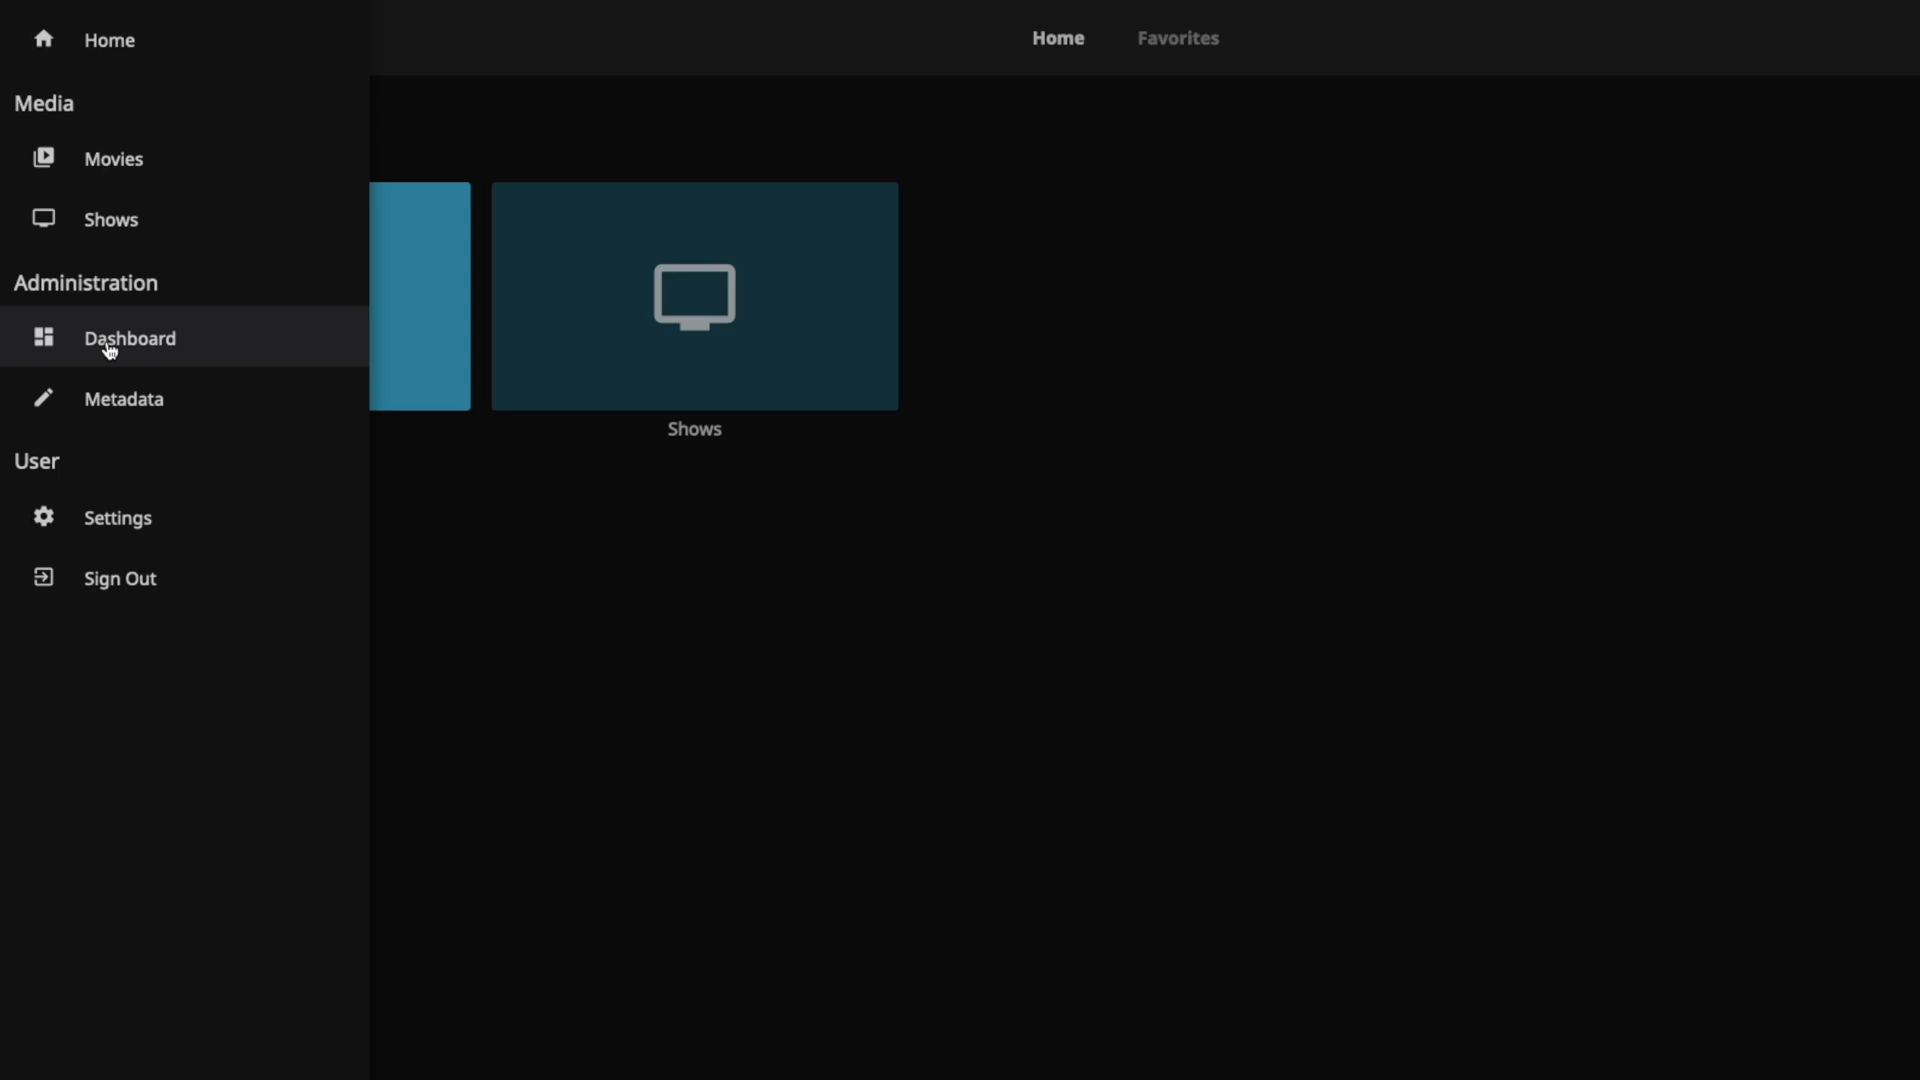 Home
Media
Movies
Shows
Administration
Dashboard
Metadata
User
Settings
Sign Out
Home
Favorites
Shows